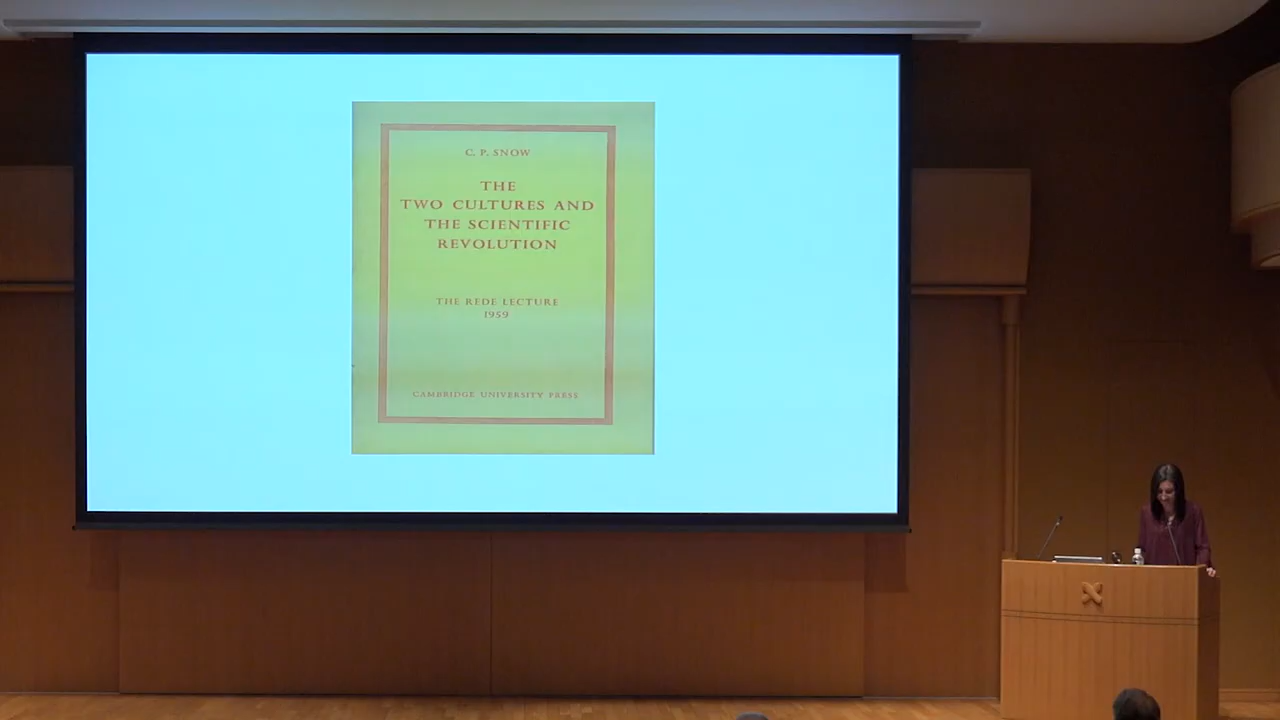 C. P. SNOW
THE
TWO CULTURES AND
THE SCIENTIFIC
REVOLUTION
THE REDE LECTURE
1959
CAMBRIDGE UNIVERSITY PRESS